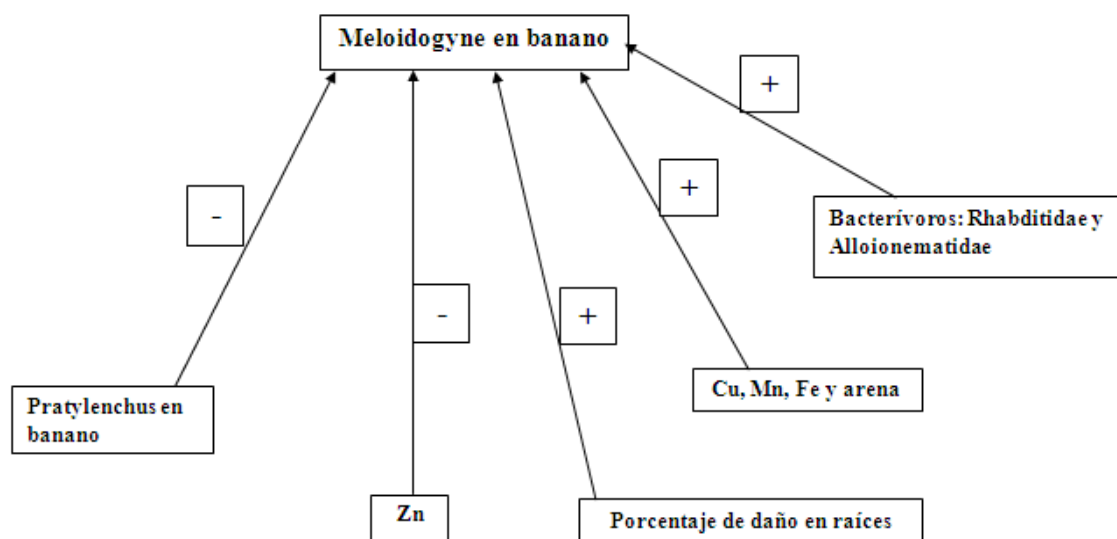 Meloidogyne en banano
+
-
+
Bacterívoros: Rhabditidae y
Alloionematidae
-
+
Cu, Mn, Fe y arena
Pratylenchus en
banano
Zn
Porcentaje de daño en raíces